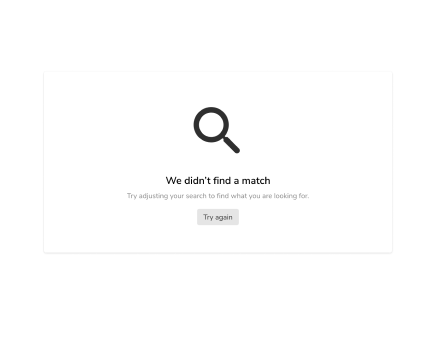 We didn't find a match
Try adjusting your search to find what you are looking for.
Try again